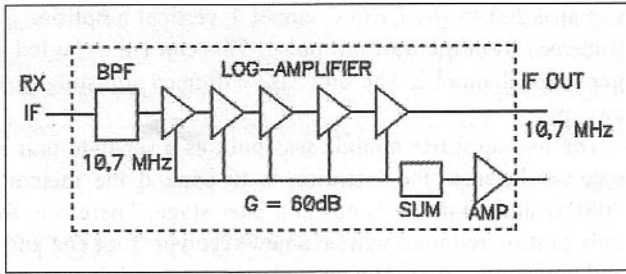 RX
IF
BPF
10,7 MHz
LOG AMPLIFIER
G = 60dB
SUM
AMP
IF OUT
10,7 MHz